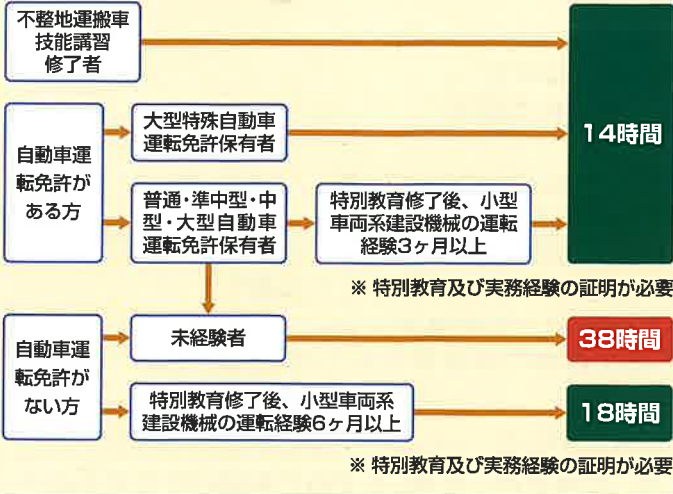 不整地運搬車
技能講習
修了者
14時間
自動車運
転免許が
ある方
大型特殊自動車
運転免許保有者
普通・準中型・中
型・大型自動車
運転免許保有者
特別教育修了後、小型
車両系建設機械の運転
経験3ヶ月以上
※ 特別教育及び実務経験の証明が必要
自動車運
転免許が
ない方
未経験者
38時間
特別教育修了後、小型車両系
建設機械の運転経験6ヶ月以上
18時間
※ 特別教育及び実務経験の証明が必要